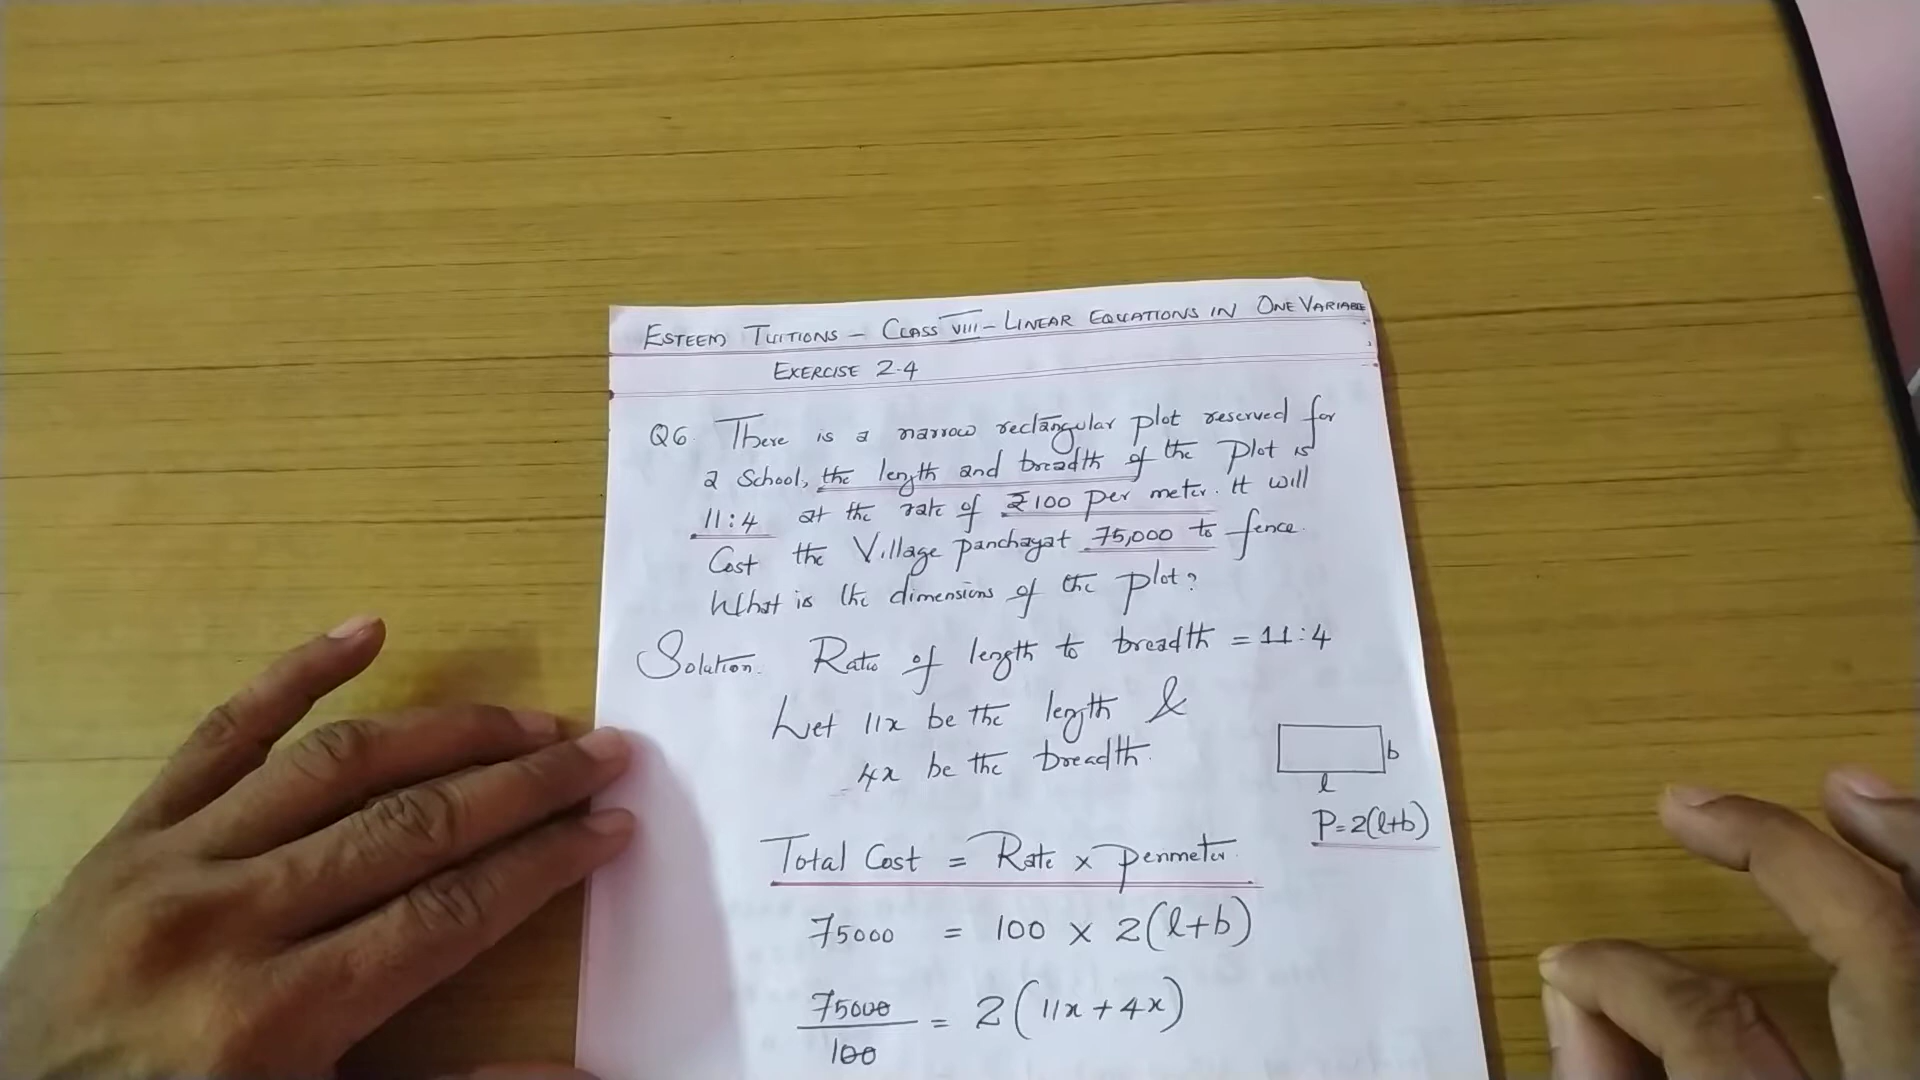 ESTEEM TUITIONS - CLASS VIII - LINEAR EQUATIONS IN ONE VARIABLE
EXERCISE 2.4
Q6. There is a narrow rectangular plot reserved for
a School, the length and breadth of the Plot is
11:4 at the rate of ₹100 per meter. It will
Cost the Village panchayat 75,000 to fence.
What is the dimensions of the plot?
Solution. Ratio of length to breadth = 11:4
Let 11x be the length &
4x be the breadth.
b
l
P=2(l+b)
Total Cost = Rate x perimeter.
75000 = 100 x 2(l+b)
75000/100 = 2(11x+4x)